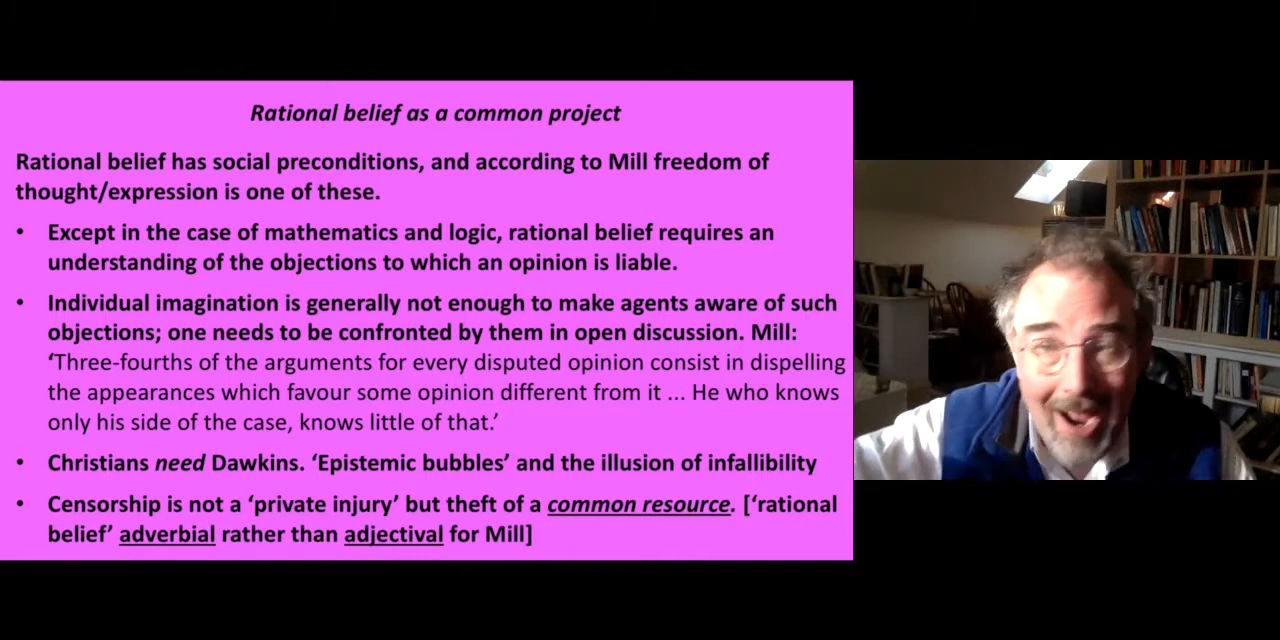 Rational belief as a common project
Rational belief has social preconditions, and according to Mill freedom of
thought/expression is one of these.
• Except in the case of mathematics and logic, rational belief requires an
understanding of the objections to which an opinion is liable.
• Individual imagination is generally not enough to make agents aware of such
objections; one needs to be confronted by them in open discussion. Mill:
‘Three-fourths of the arguments for every disputed opinion consist in dispelling
the appearances which favour some opinion different from it ... He who knows
only his side of the case, knows little of that.’
• Christians need Dawkins. ‘Epistemic bubbles’ and the illusion of infallibility
• Censorship is not a ‘private injury’ but theft of a common resource. [‘rational
belief’ adverbial rather than adjectival for Mill]